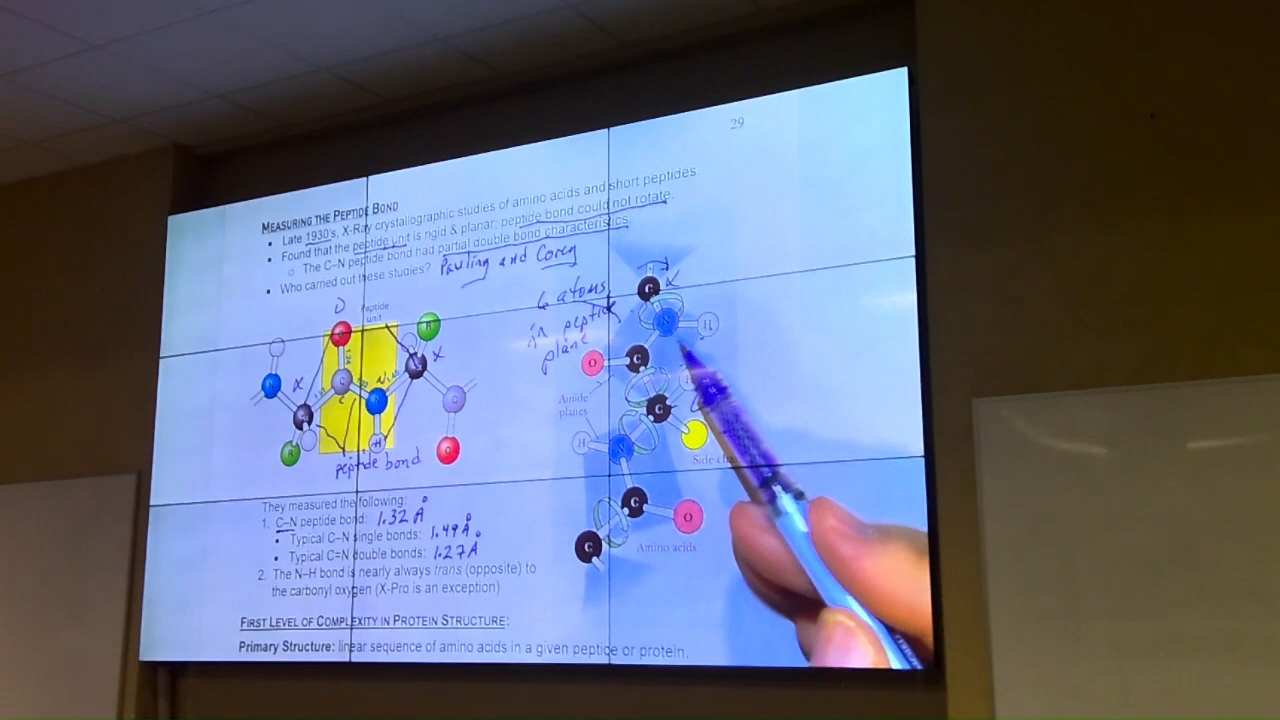 29
MEASURING THE PEPTIDE BOND
• Late 1930's, X-Ray crystallographic studies of amino acids and short peptides.
• Found that the peptide unit is rigid & planar; peptide bond could not rotate.
o The C–N peptide bond had partial double bond characteristics.
• Who carried out these studies? Pauling and Corey
6 atoms
in peptide
plane
Peptide
unit
O
O
1.24
α
α
C
N
N
C
C
N
H
R
R
O
peptide bond
H
C
α
N
H
O
C
Amide
planes
C
H
N
Side
C
O
C
Amino acids
They measured the following:
1. C–N peptide bond: 1.32 Å
• Typical C–N single bonds: 1.49 Å
• Typical C=N double bonds: 1.27 Å
2. The N–H bond is nearly always trans (opposite) to
the carbonyl oxygen (X-Pro is an exception)
FIRST LEVEL OF COMPLEXITY IN PROTEIN STRUCTURE:
Primary Structure: linear sequence of amino acids in a given peptide or protein.